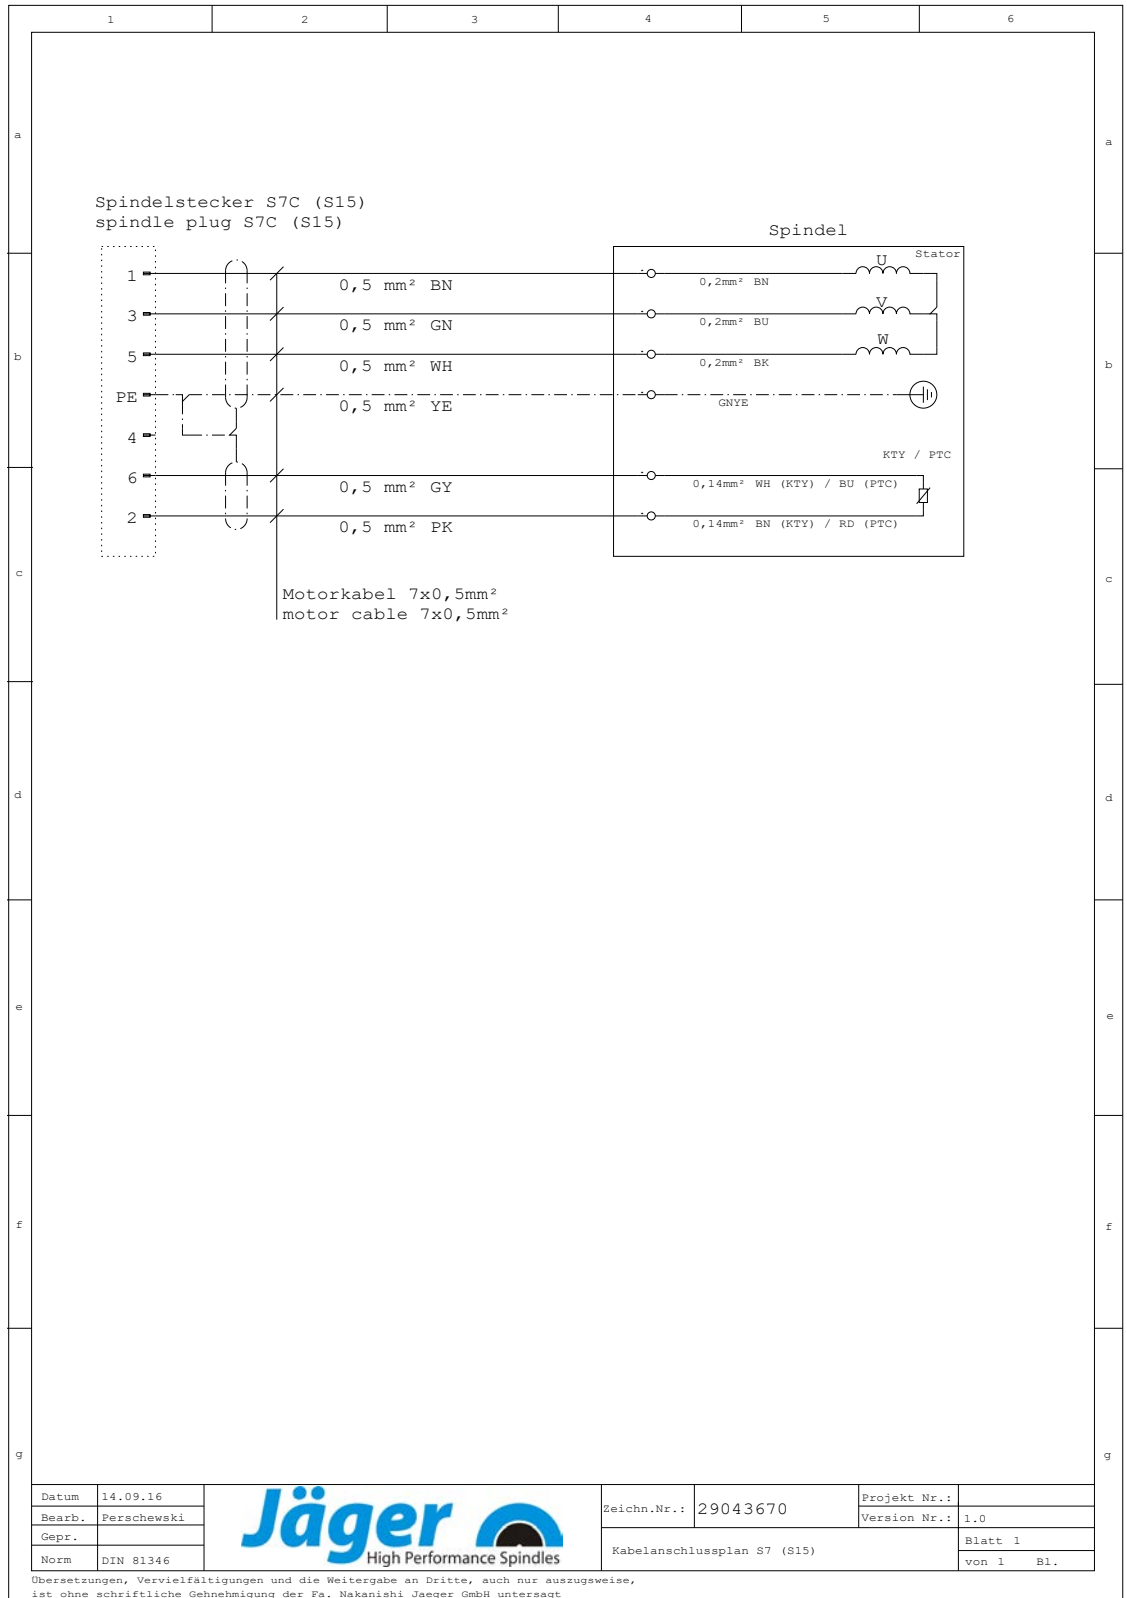 1 2 3 4 5 6
a a
Spindelstecker S7C (S15)
spindle plug S7C (S15)
Spindel
Stator
1 0,5 mm² BN 0,2mm² BN U
3 0,5 mm² GN 0,2mm² BU V
b b
5 0,5 mm² WH 0,2mm² BK W
PE 0,5 mm² YE GNYE
4
KTY / PTC
6 0,5 mm² GY 0,14mm² WH (KTY) / BU (PTC)
2 0,5 mm² PK 0,14mm² BN (KTY) / RD (PTC)
c c
Motorkabel 7x0,5mm²
motor cable 7x0,5mm²
d d
e e
f f
g g
Datum 14.09.16
Bearb. Perschewski
Gepr.
Norm DIN 81346
Jäger
High Performance Spindles
Zeichn.Nr.: 29043670
Kabelanschlussplan S7 (S15)
Projekt Nr.:
Version Nr.: 1.0
Blatt 1
von 1 Bl.
Übersetzungen, Vervielfältigungen und die Weitergabe an Dritte, auch nur auszugsweise,
ist ohne schriftliche Gehnehmigung der Fa. Nakanishi Jaeger GmbH untersagt